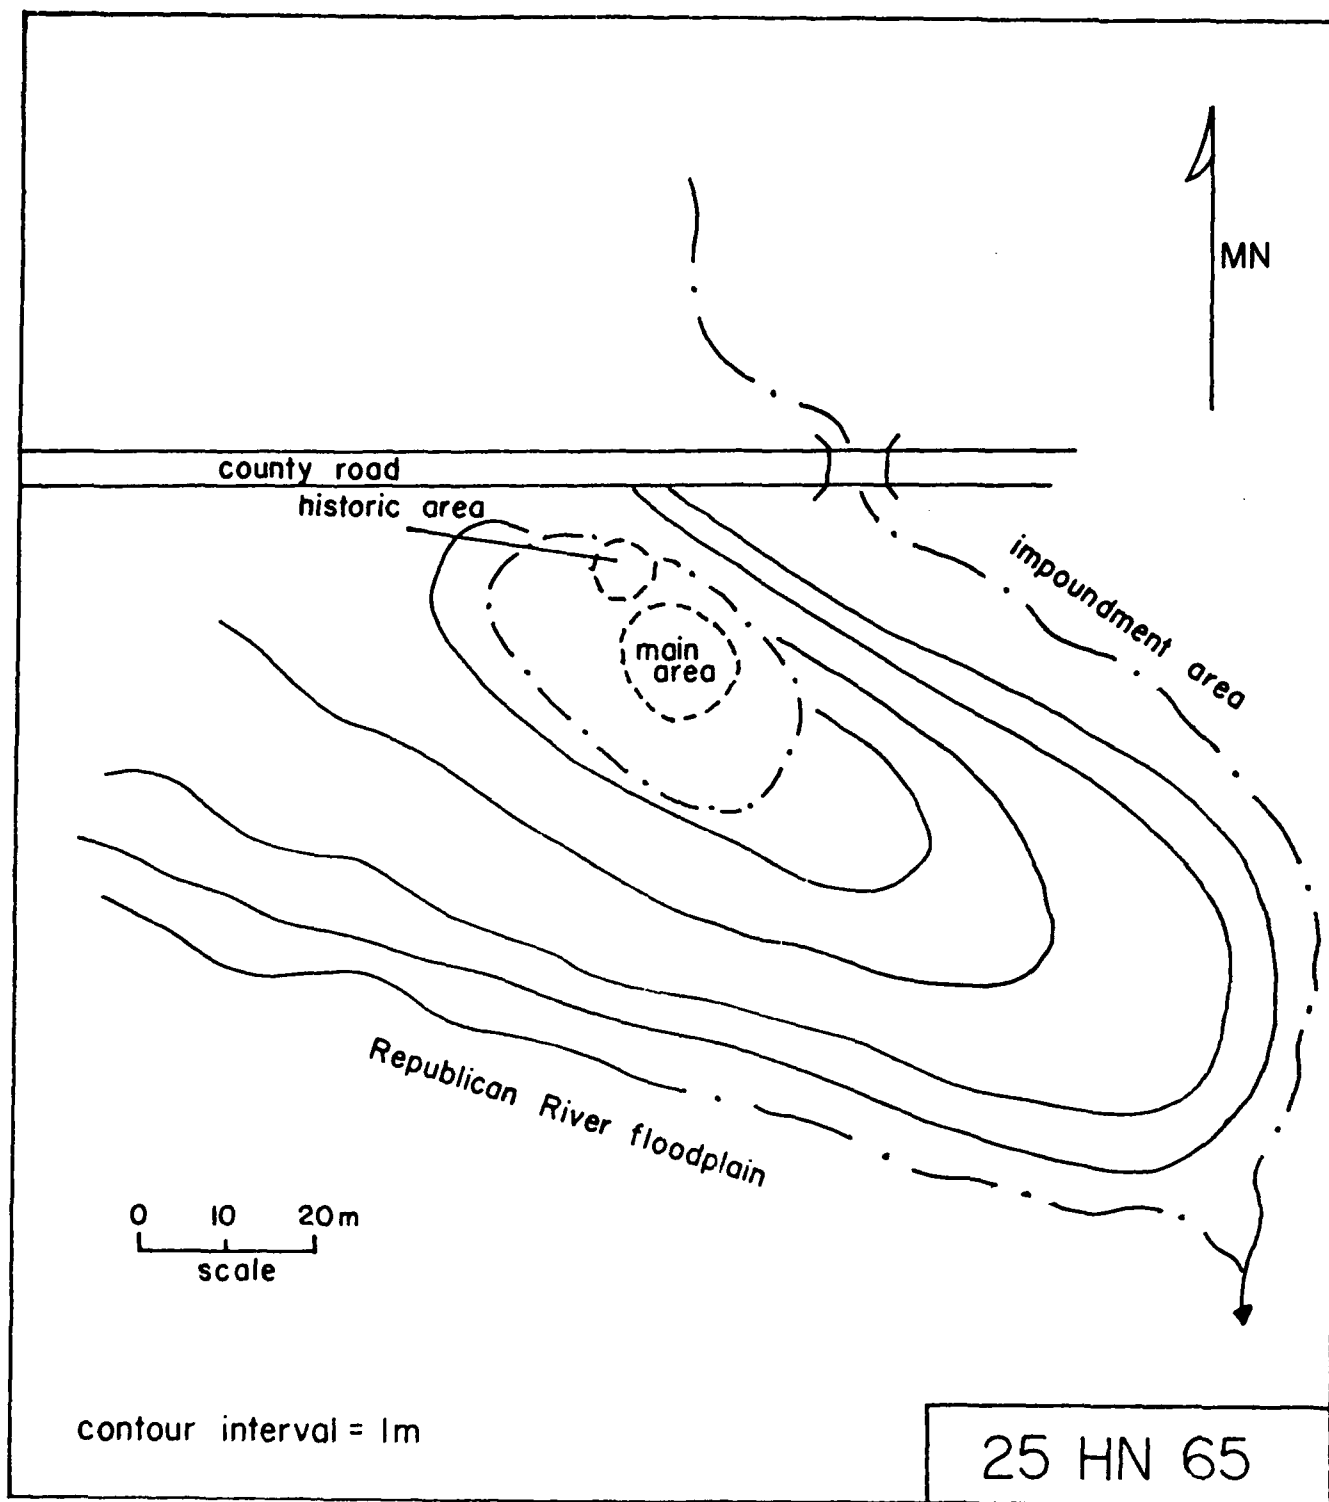 MN
county road
historic area
impoundment area
main
area
Republican River floodplain
0 10 20m
scale
contour interval = 1m
25 HN 65